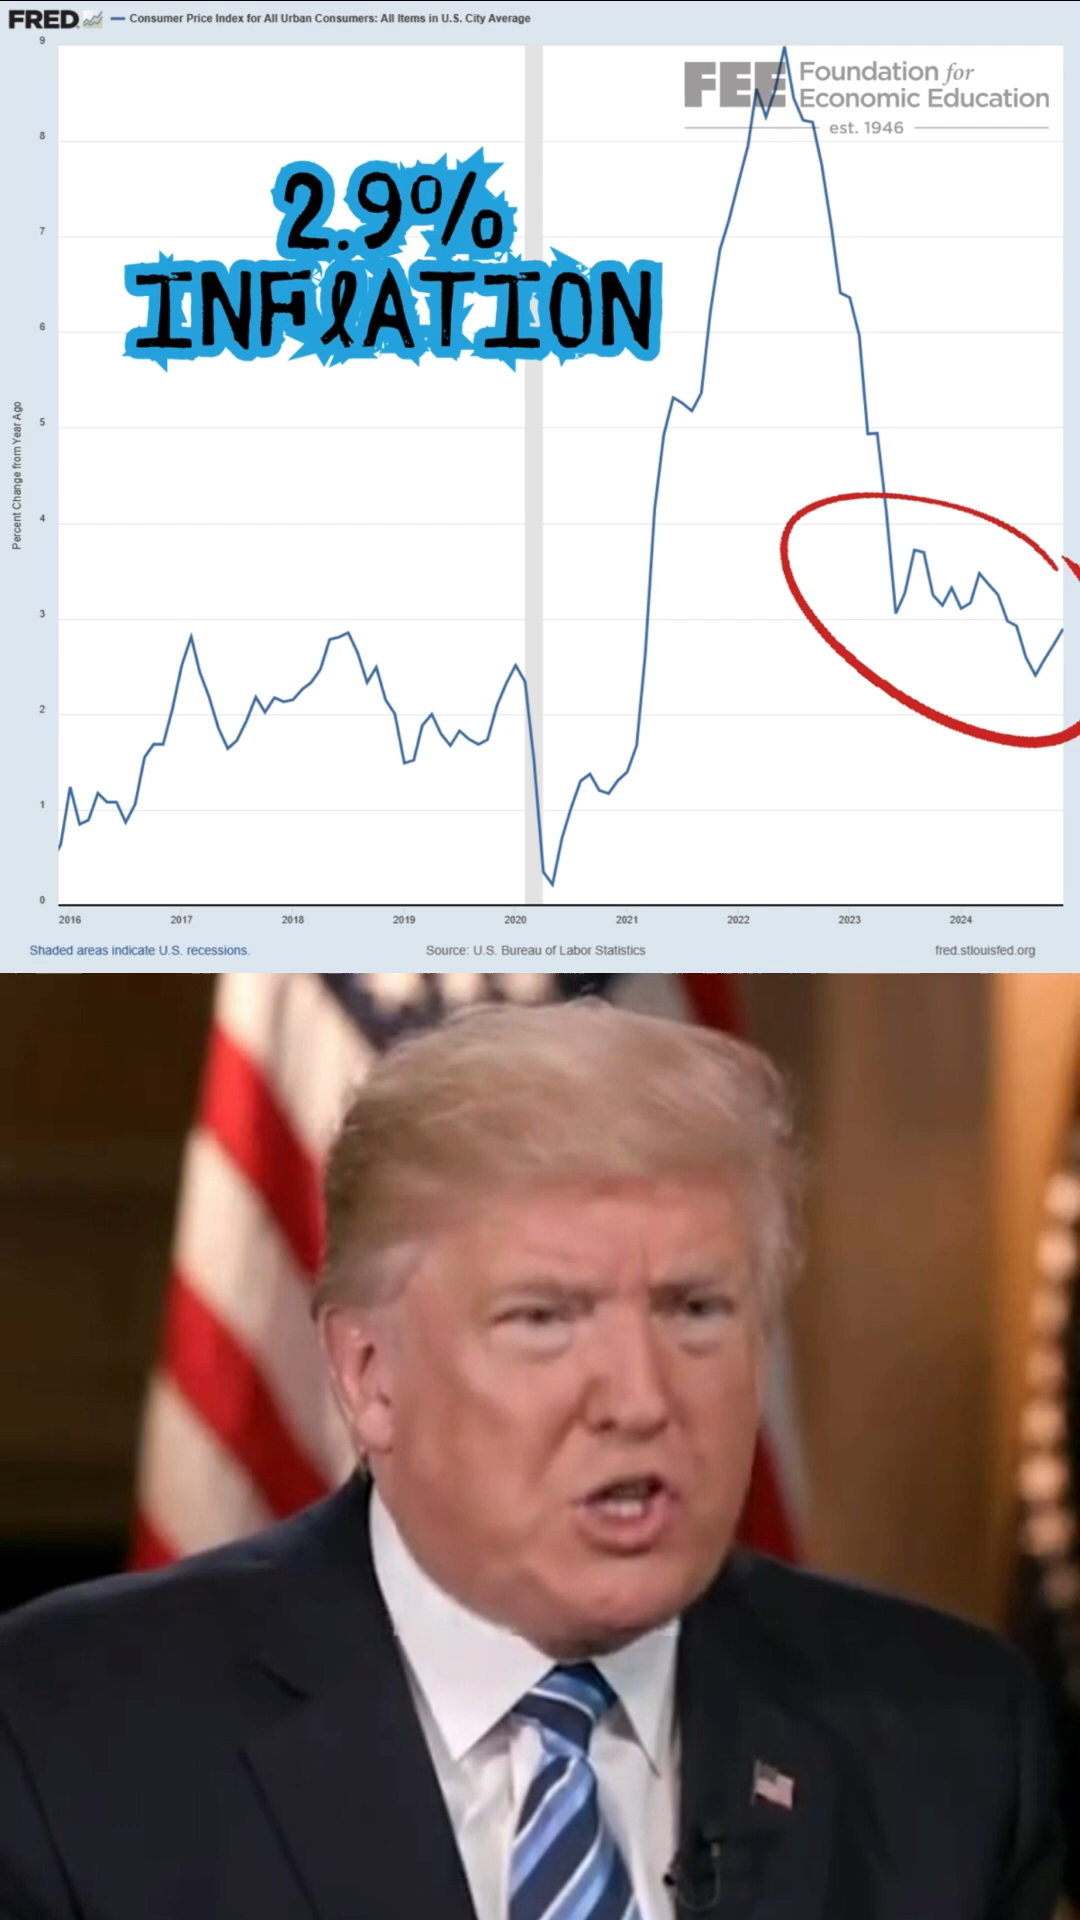 FRED
Consumer Price Index for All Urban Consumers: All Items in U.S. City Average
9
FEE Foundation for
Economic Education
est. 1946
8
2.9%
7
INFlATION
6
5
Percent Change from Year Ago
4
3
2
1
0
2016 2017 2018 2019 2020 2021 2022 2023 2024
Shaded areas indicate U.S. recessions. Source: U.S. Bureau of Labor Statistics fred.stlouisfed.org